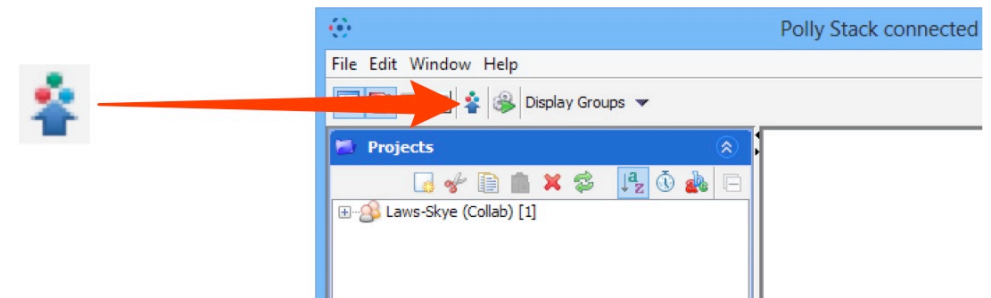 Polly Stack connected
File Edit Window Help
Display Groups
Projects
Laws-Skye (Collab) [1]